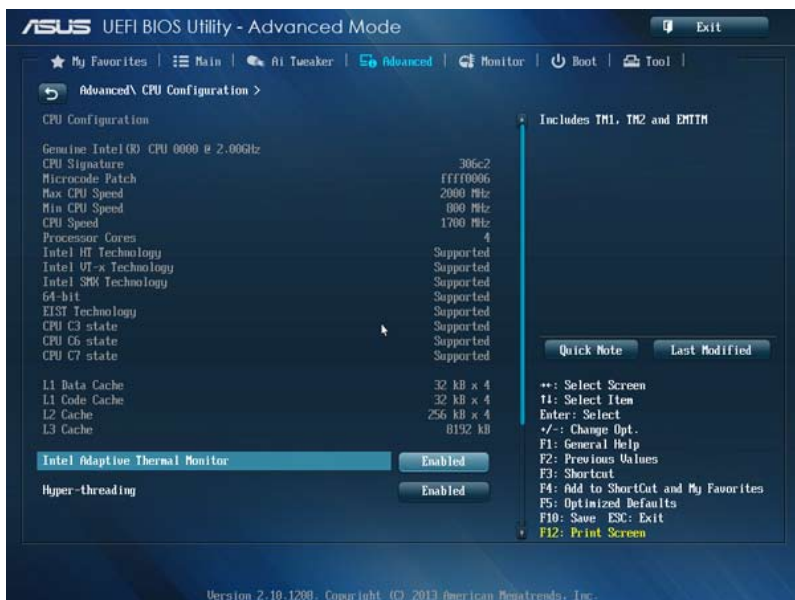 ASUS UEFI BIOS Utility - Advanced Mode
Exit
My Favorites | Main | Ai Tweaker | Advanced | Monitor | Boot | Tool |
Advanced\ CPU Configuration >
CPU Configuration
Includes TM1, TM2 and EMTTM
Genuine Intel(R) CPU 0000 @ 2.00GHz
CPU Signature 306c2
Microcode Patch ffff0006
Max CPU Speed 2000 MHz
Min CPU Speed 800 MHz
CPU Speed 1700 MHz
Processor Cores 4
Intel HT Technology Supported
Intel VT-x Technology Supported
Intel SMX Technology Supported
64-bit Supported
EIST Technology Supported
CPU C3 state Supported
CPU C6 state Supported
CPU C7 state Supported
L1 Data Cache 32 kB x 4
L1 Code Cache 32 kB x 4
L2 Cache 256 kB x 4
L3 Cache 8192 kB
Intel Adaptive Thermal Monitor Enabled
Hyper-threading Enabled
Quick Note Last Modified
→←: Select Screen
↑↓: Select Item
Enter: Select
+/-: Change Opt.
F1: General Help
F2: Previous Values
F3: Shortcut
F4: Add to ShortCut and My Favorites
F5: Optimized Defaults
F10: Save ESC: Exit
F12: Print Screen
Version 2.10.1208. Copyright (C) 2013 American Megatrends, Inc.